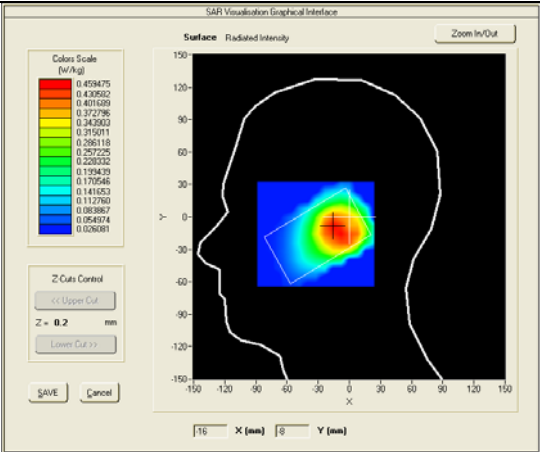 SAR Visualisation Graphical Interface
Surface Radiated Intensity
Zoom In/Out
Colors Scale
(W/kg)
0.459475
0.430582
0.401689
0.372796
0.343903
0.315011
0.286118
0.257225
0.228332
0.199439
0.170546
0.141653
0.112760
0.083867
0.054974
0.026081
Z-Cuts Control
<< Upper Cut
Z = 0.2 mm
Lower Cut >>
SAVE Cancel
150
120
90
60
30
0
-30
-60
-90
-120
-150
Y
-150 -120 -90 -60 -30 0 30 60 90 120 150
X
-16 X (mm) -8 Y (mm)